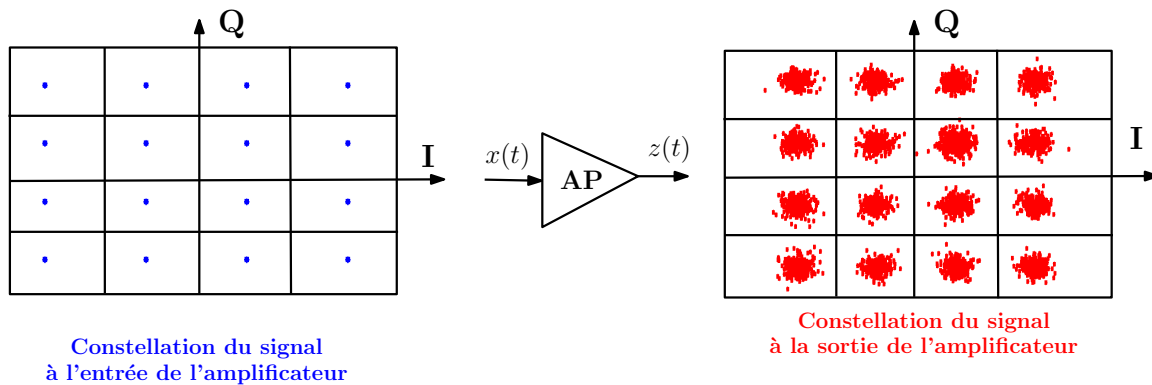 Q
I
Constellation du signal
à l'entrée de l'amplificateur
x(t)
AP
z(t)
Q
I
Constellation du signal
à la sortie de l'amplificateur